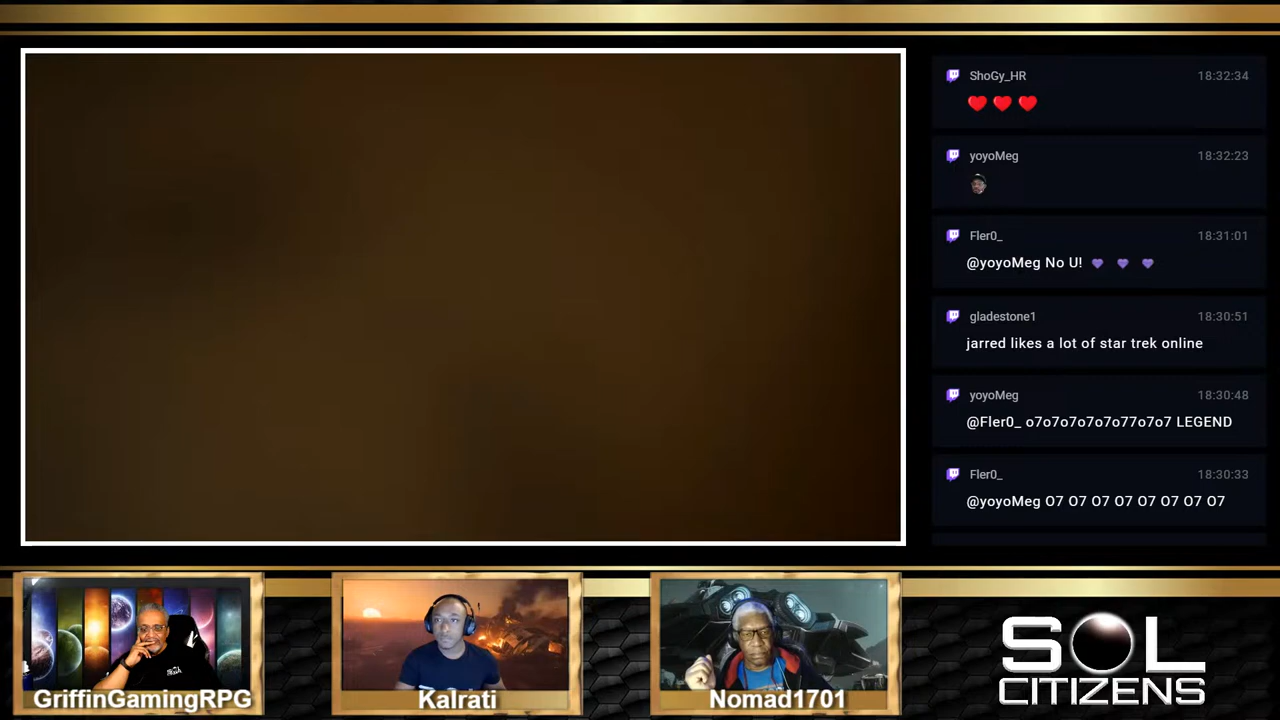 ShoGy_HR 18:32:34
yoyoMeg 18:32:23
Fler0_ 18:31:01
@yoyoMeg No U!
gladestone1 18:30:51
jarred likes a lot of star trek online
yoyoMeg 18:30:48
@Fler0_ o7o7o7o7o7o77o7o7 LEGEND
Fler0_ 18:30:33
@yoyoMeg O7 O7 O7 O7 O7 O7 O7 O7
GriffinGamingRPG
Kalrati
Nomad1701
SOL
CITIZENS